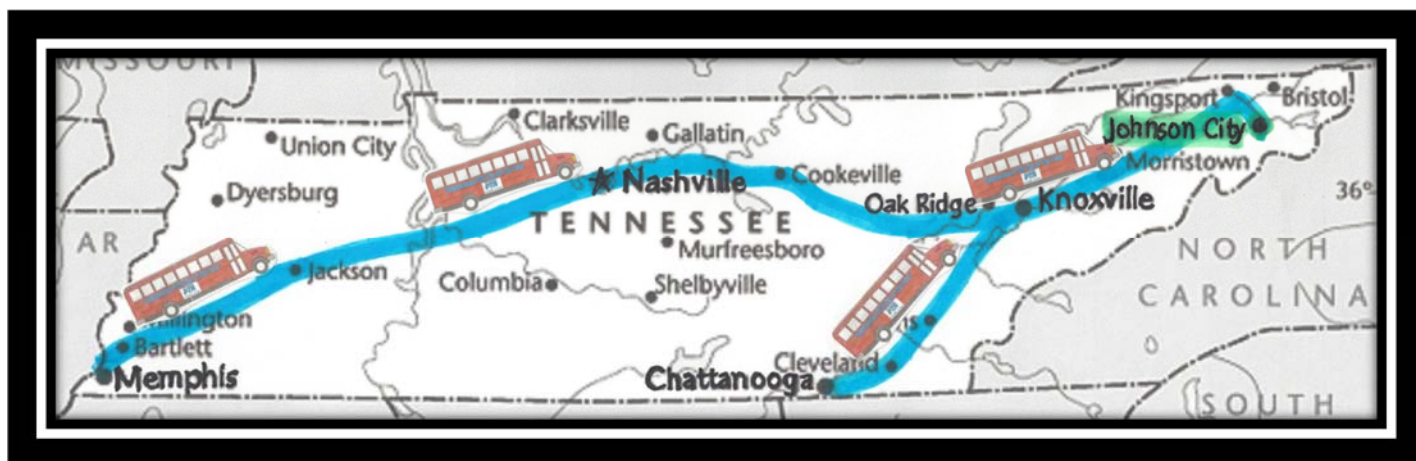 MISSOURI
Kingsport
Bristol
Clarksville
Johnson City
Union City
Gallatin
Morristown
Cookeville
Nashville
Dyersburg
Oak Ridge
Knoxville
36°
TENNESSEE
AR
Murfreesboro
NORTH
CAROLINA
Jackson
Columbia
Shelbyville
Bartlett
Cleveland
Memphis
Chattanooga
SOUTH